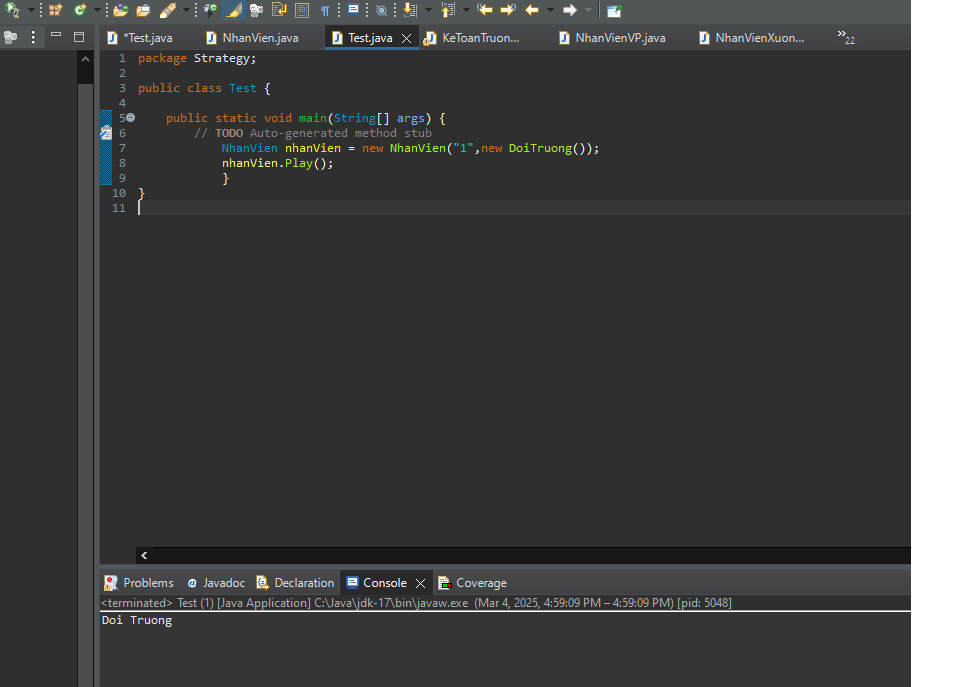 *Test.java NhanVien.java Test.java KeToanTruon... NhanVienVP.java NhanVienXuon... »22
1 package Strategy;
2
3 public class Test {
4
5 public static void main(String[] args) {
6 // TODO Auto-generated method stub
7 NhanVien nhanVien = new NhanVien("1",new DoiTruong());
8 nhanVien.Play();
9 }
10 }
11
Problems Javadoc Declaration Console Coverage
<terminated> Test (1) [Java Application] C:\Java\jdk-17\bin\javaw.exe (Mar 4, 2025, 4:59:09 PM – 4:59:09 PM) [pid: 5048]
Doi Truong